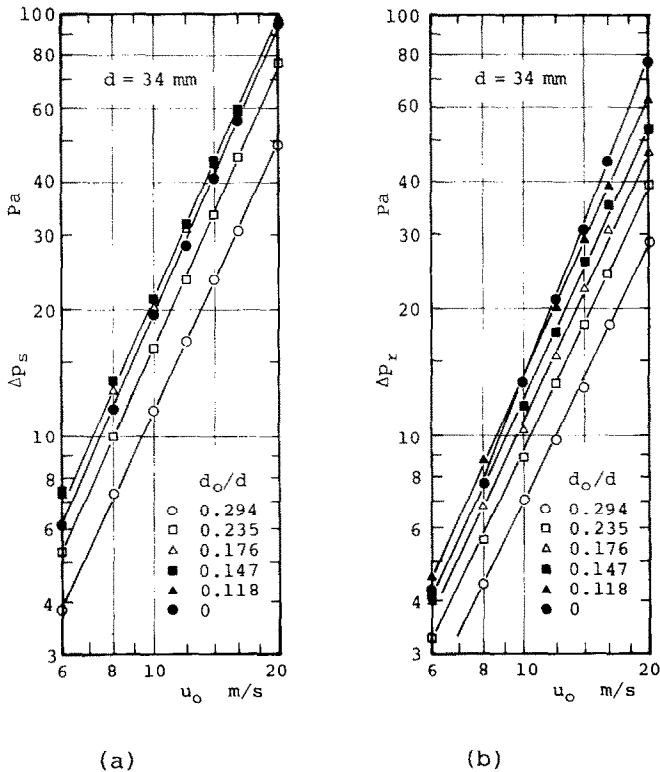 100
80
60
Pa
40
30
20
Δp_s
10
8
6
4
3
d = 34 mm
d_o/d
○ 0.294
□ 0.235
△ 0.176
■ 0.147
▲ 0.118
● 0
6 8 10 20
u_o m/s
(a)
100
80
60
Pa
40
30
20
Δp_r
10
8
6
4
3
d = 34 mm
d_o/d
○ 0.294
□ 0.235
△ 0.176
■ 0.147
▲ 0.118
● 0
6 8 10 20
u_o m/s
(b)